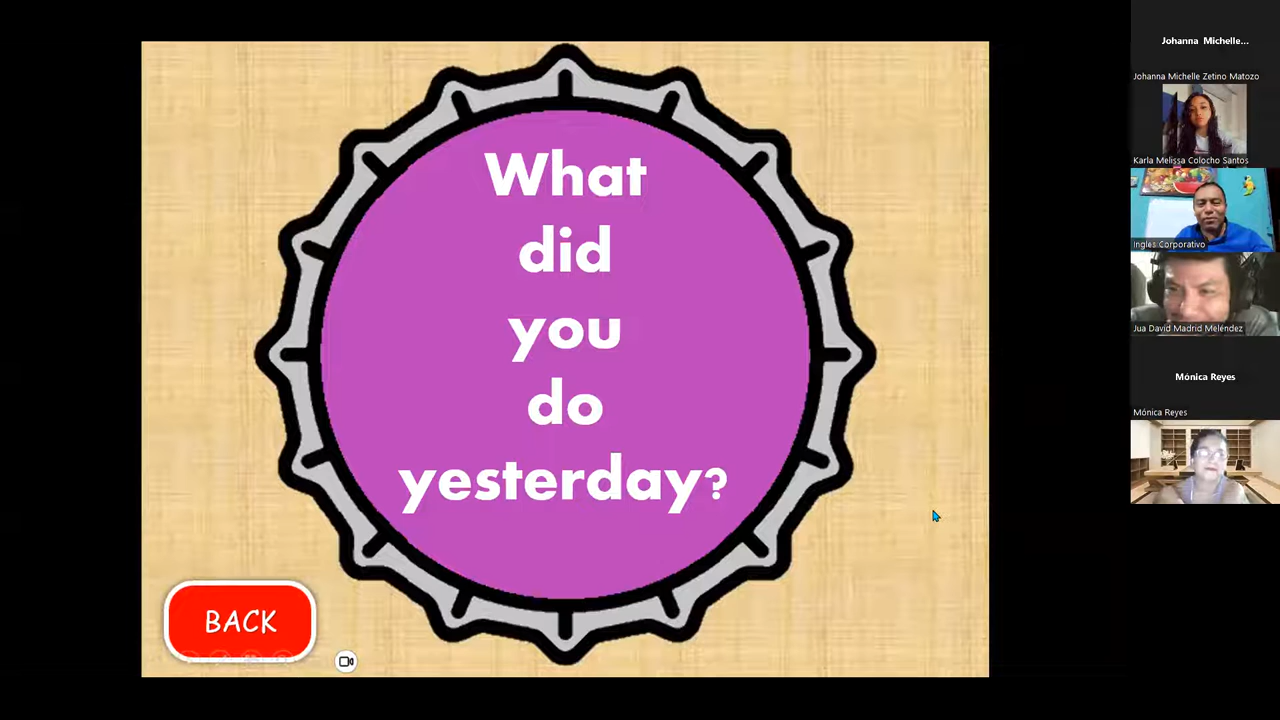 What
did
you
do
yesterday?
BACK
Johanna Michelle...
Johanna Michelle Zetino Matozo
Karla Melissa Colocho Santos
Ingles Corporativo
Jua David Madrid Meléndez
Mónica Reyes
Mónica Reyes